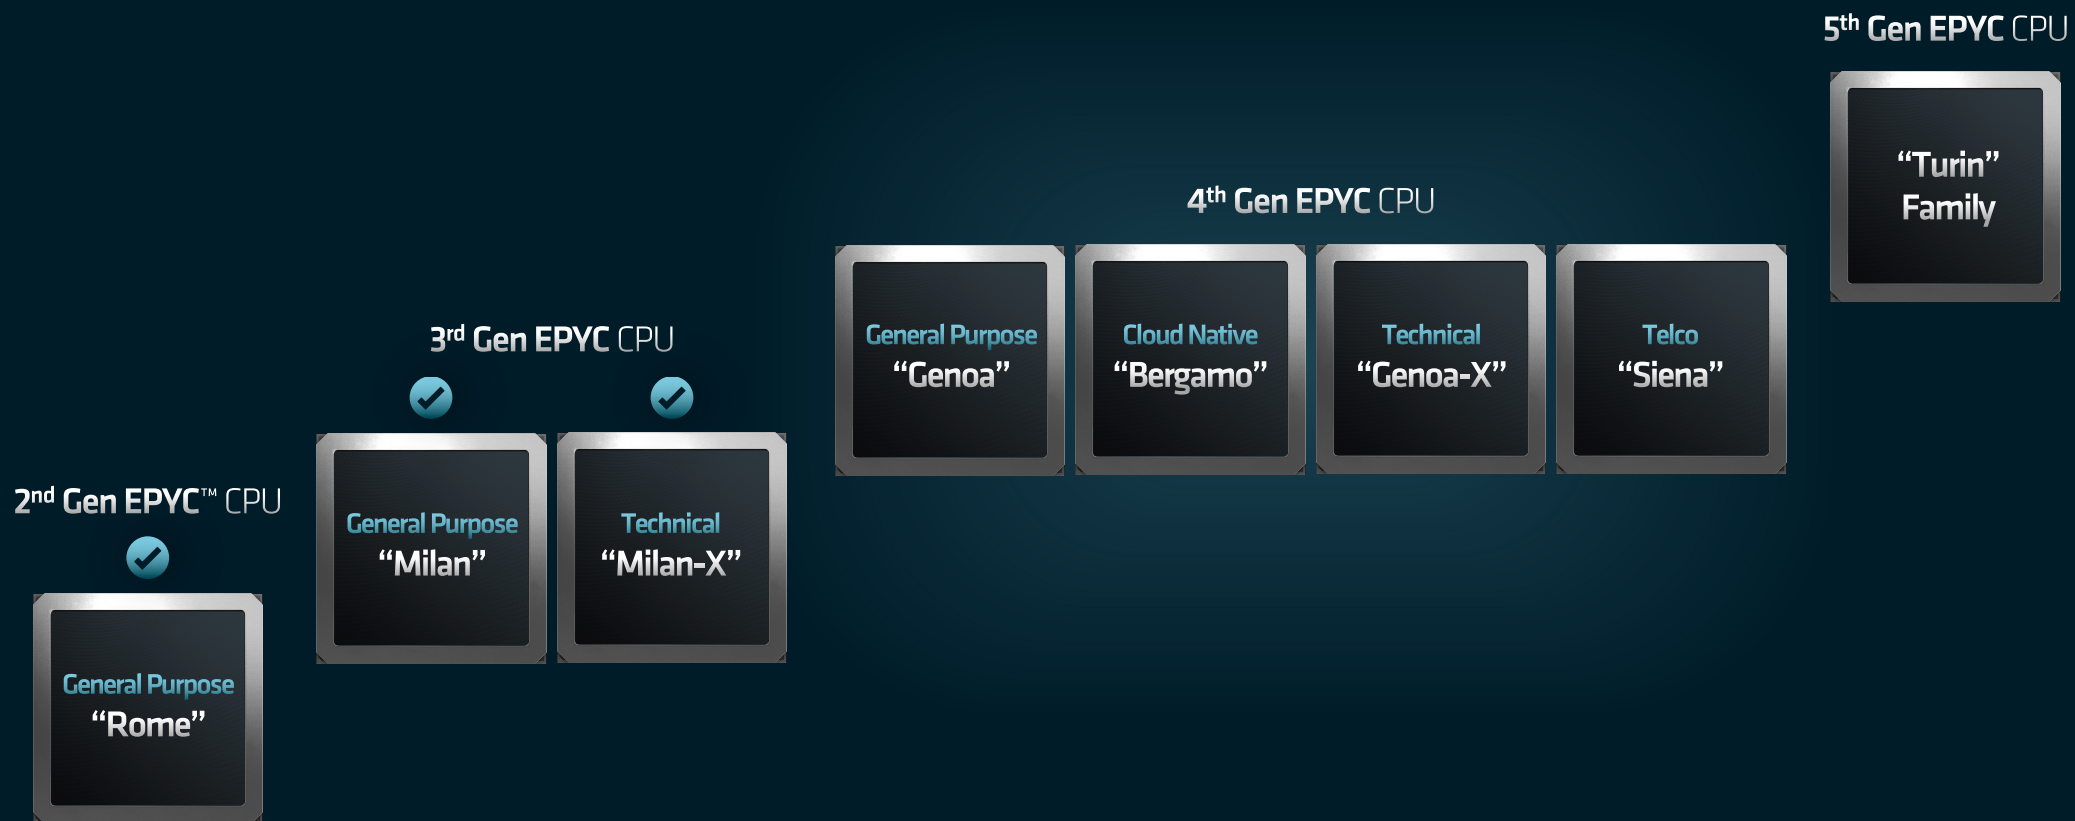 5th Gen EPYC CPU
“Turin”
Family
4th Gen EPYC CPU
General Purpose
“Genoa”
Cloud Native
“Bergamo”
Technical
“Genoa-X”
Telco
“Siena”
3rd Gen EPYC CPU
General Purpose
“Milan”
Technical
“Milan-X”
2nd Gen EPYC™ CPU
General Purpose
“Rome”